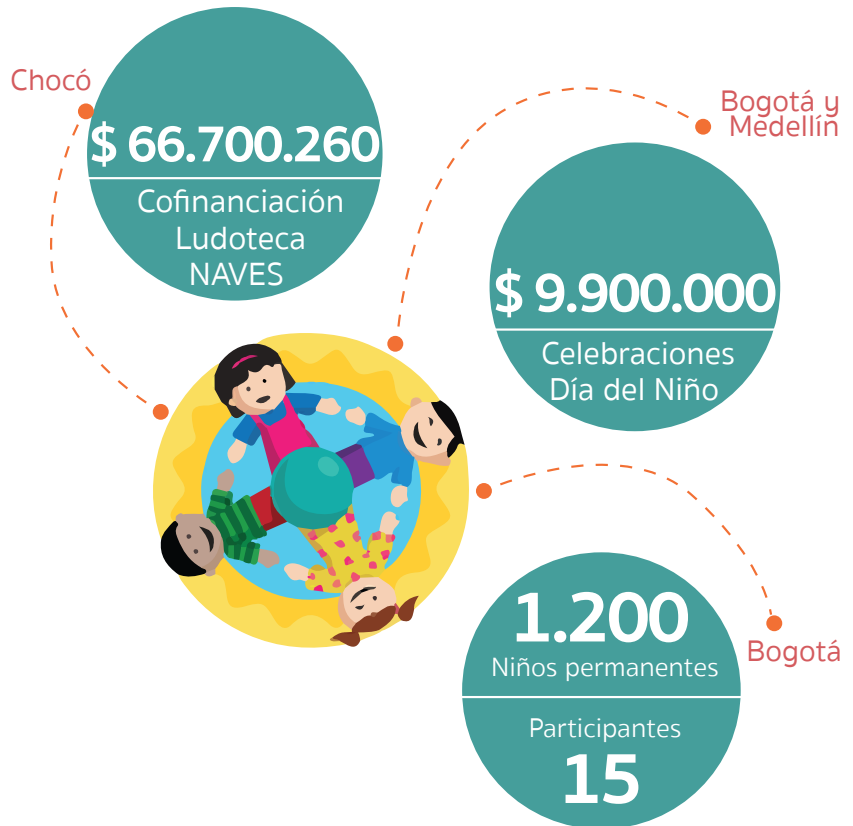 Chocó
$ 66.700.260
Cofinanciación
Ludoteca
NAVES
Bogotá y
Medellín
$ 9.900.000
Celebraciones
Día del Niño
1.200
Niños permanentes
Participantes
15
Bogotá